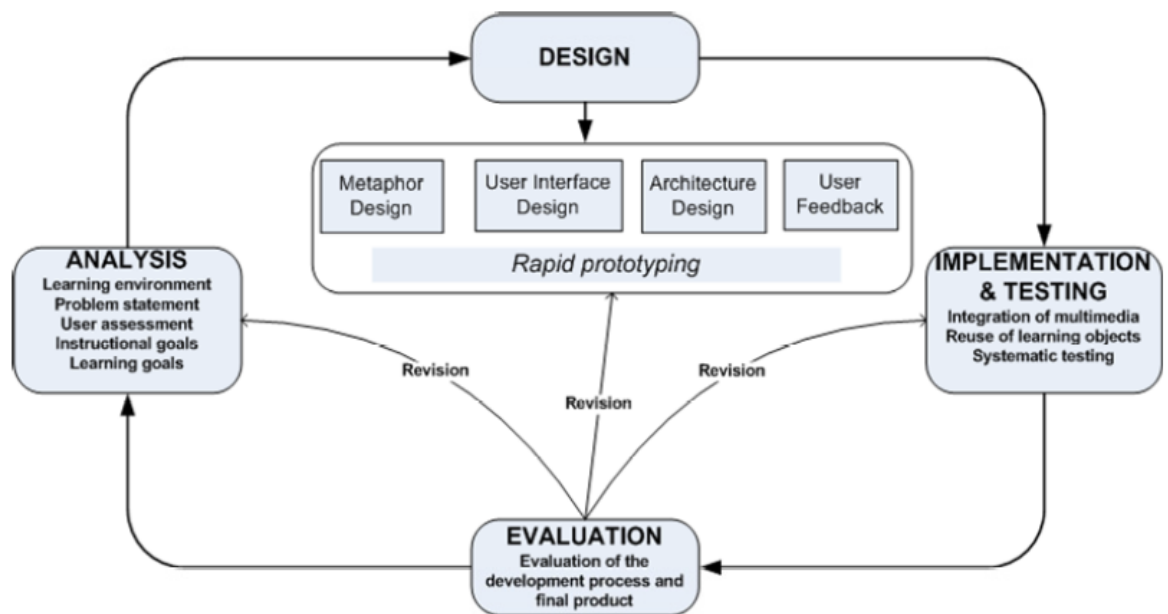 DESIGN
Metaphor
Design
User Interface
Design
Architecture
Design
User
Feedback
Rapid prototyping
ANALYSIS
Learning environment
Problem statement
User assessment
Instructional goals
Learning goals
IMPLEMENTATION
& TESTING
Integration of multimedia
Reuse of learning objects
Systematic testing
Revision
Revision
Revision
EVALUATION
Evaluation of the
development process and
final product